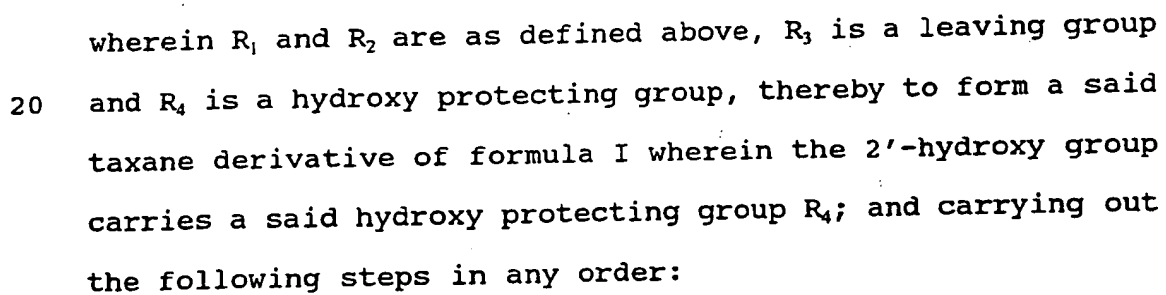 wherein R₁ and R₂ are as defined above, R₃ is a leaving group
20 and R₄ is a hydroxy protecting group, thereby to form a said
taxane derivative of formula I wherein the 2'-hydroxy group
carries a said hydroxy protecting group R₄; and carrying out
the following steps in any order: